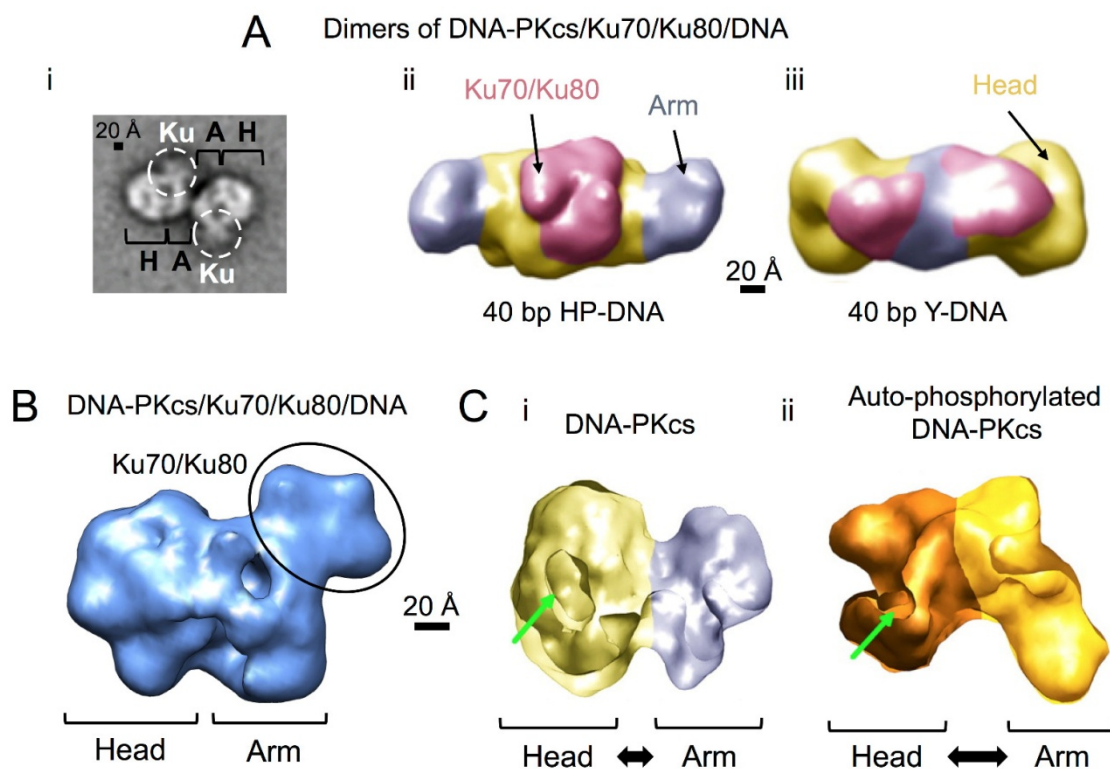 A
Dimers of DNA-PKcs/Ku70/Ku80/DNA
i
20 Å
Ku
A H
H A
Ku
ii
Ku70/Ku80
Arm
40 bp HP-DNA
20 Å
iii
Head
40 bp Y-DNA
B
DNA-PKcs/Ku70/Ku80/DNA
Ku70/Ku80
20 Å
Head
Arm
C
i
DNA-PKcs
Head
Arm
ii
Auto-phosphorylated
DNA-PKcs
Head
Arm